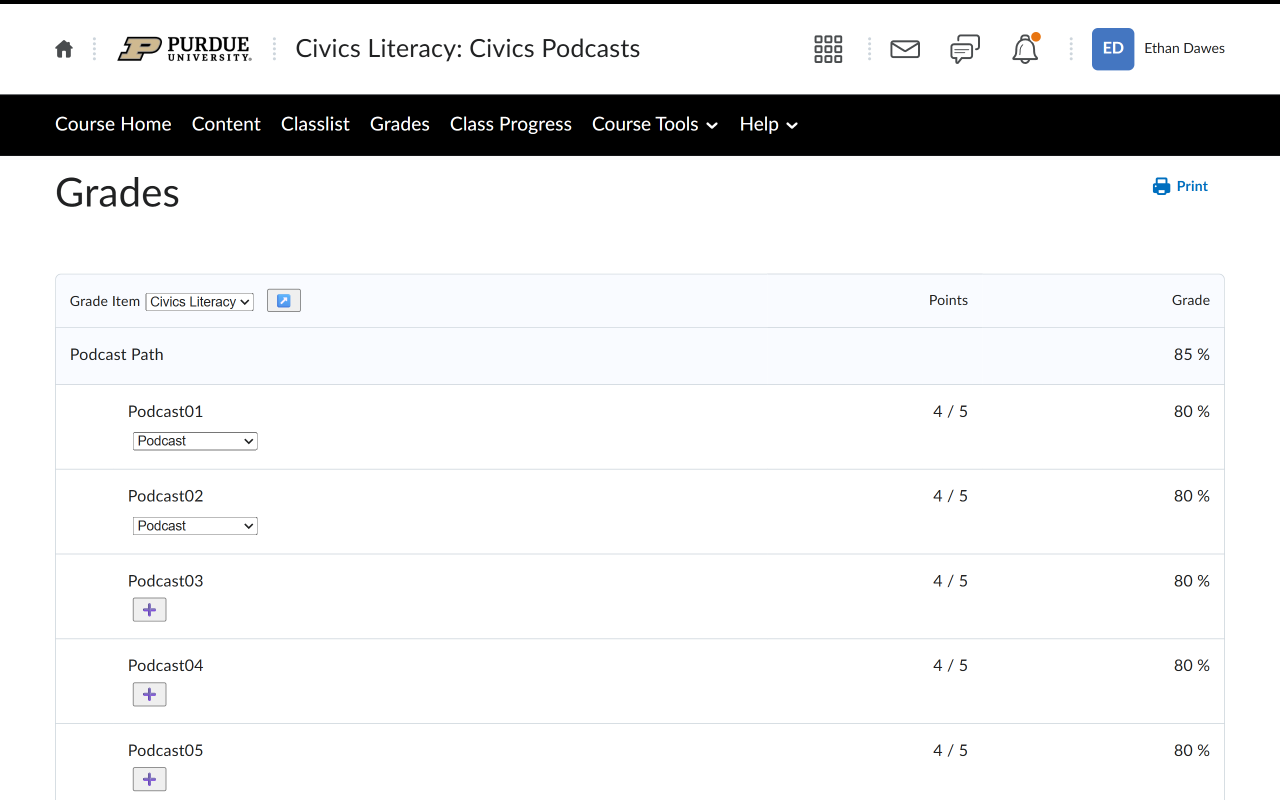 PURDUE
UNIVERSITY.
Civics Literacy: Civics Podcasts
ED
Ethan Dawes
Course Home Content Classlist Grades Class Progress Course Tools Help
Grades
Print
Grade Item Civics Literacy Points Grade
Podcast Path 85 %
Podcast01 4 / 5 80 %
Podcast
Podcast02 4 / 5 80 %
Podcast
Podcast03 4 / 5 80 %
Podcast04 4 / 5 80 %
Podcast05 4 / 5 80 %